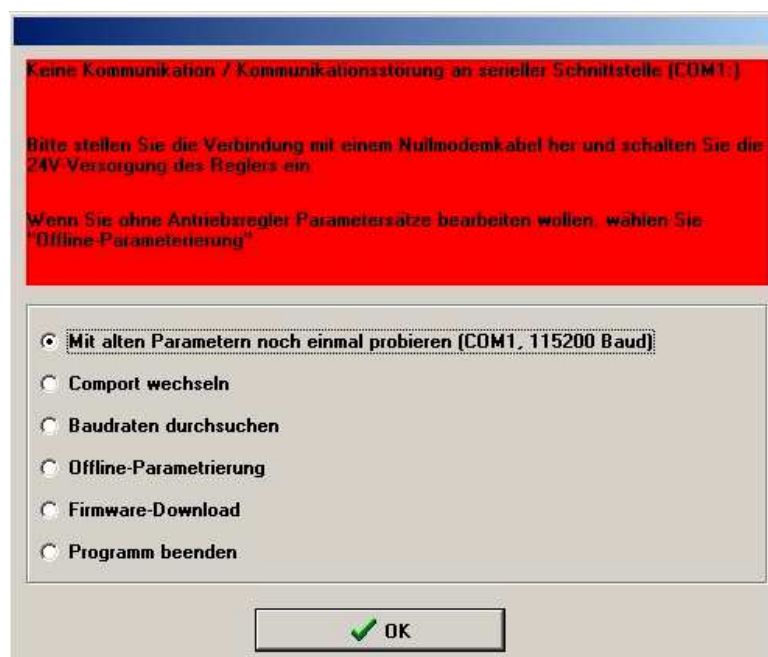 Keine Kommunikation / Kommunikationsstörung an serieller Schnittstelle (COM1:)
Bitte stellen Sie die Verbindung mit einem Nullmodemkabel her und schalten Sie die
24V-Versorgung des Reglers ein
Wenn Sie ohne Antriebsregler Parametersätze bearbeiten wollen, wählen Sie
"Offline-Parameterierung"
Mit alten Parametern noch einmal probieren (COM1, 115200 Baud)
Comport wechseln
Baudraten durchsuchen
Offline-Parametrierung
Firmware-Download
Programm beenden
OK